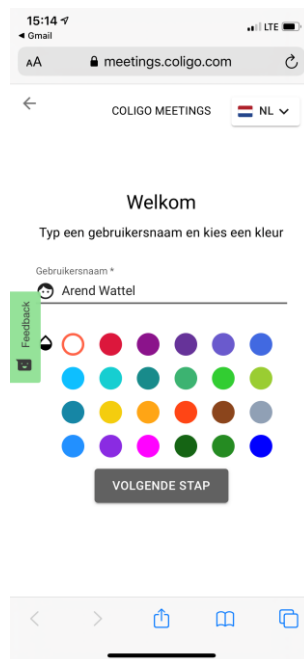 15:14
LTE
◄ Gmail
AA
meetings.coligo.com
COLIGO MEETINGS
NL
Welkom
Typ een gebruikersnaam en kies een kleur
Gebruikersnaam *
Arend Wattel
Feedback
VOLGENDE STAP